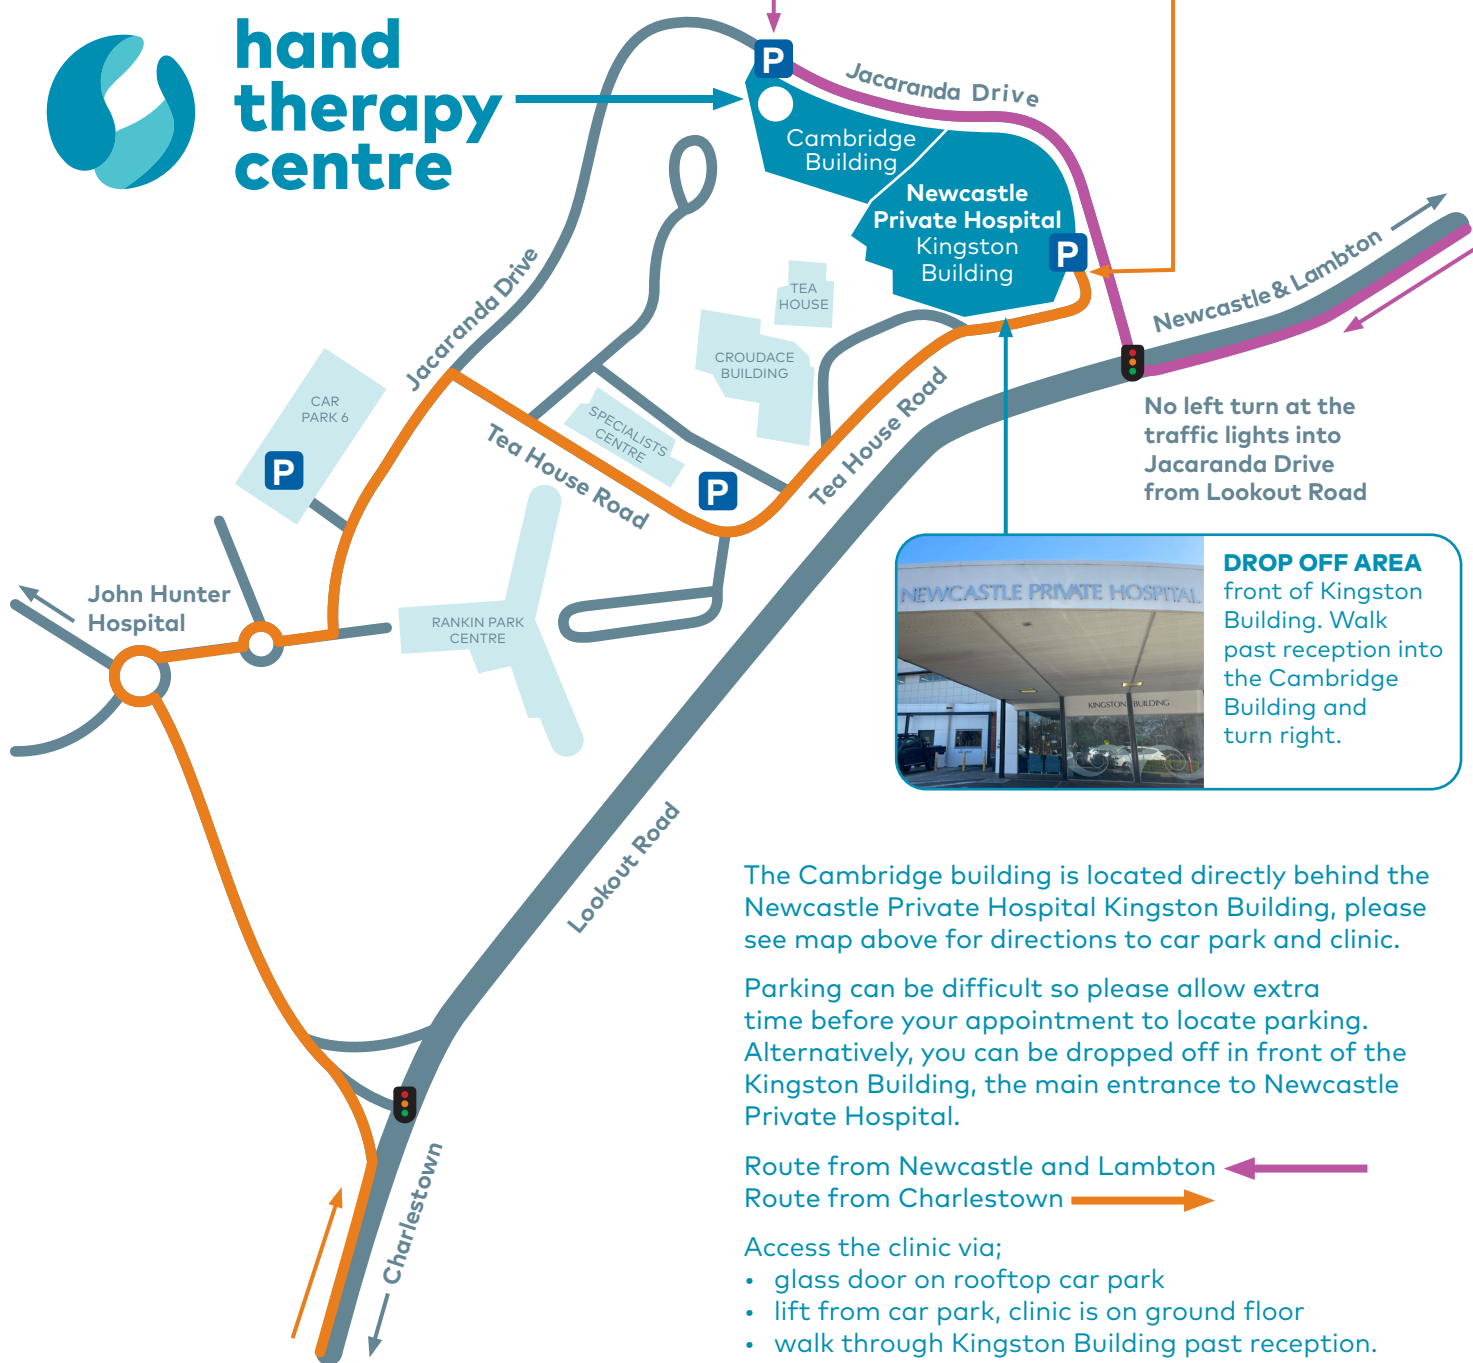 hand
therapy
centre
P
Jacaranda Drive
Cambridge
Building
Newcastle
Private Hospital
Kingston
Building
P
Newcastle & Lambton
Jacaranda Drive
TEA
HOUSE
CROUDACE
BUILDING
CAR
PARK 6
P
SPECIALISTS
CENTRE
Tea House Road
P
Tea House Road
No left turn at the
traffic lights into
Jacaranda Drive
from Lookout Road
John Hunter
Hospital
RANKIN PARK
CENTRE
NEWCASTLE PRIVATE HOSPITAL
KINGSTON BUILDING
DROP OFF AREA
front of Kingston
Building. Walk
past reception into
the Cambridge
Building and
turn right.
Lookout Road
Charlestown
The Cambridge building is located directly behind the
Newcastle Private Hospital Kingston Building, please
see map above for directions to car park and clinic.
Parking can be difficult so please allow extra
time before your appointment to locate parking.
Alternatively, you can be dropped off in front of the
Kingston Building, the main entrance to Newcastle
Private Hospital.
Route from Newcastle and Lambton
Route from Charlestown
Access the clinic via;
• glass door on rooftop car park
• lift from car park, clinic is on ground floor
• walk through Kingston Building past reception.